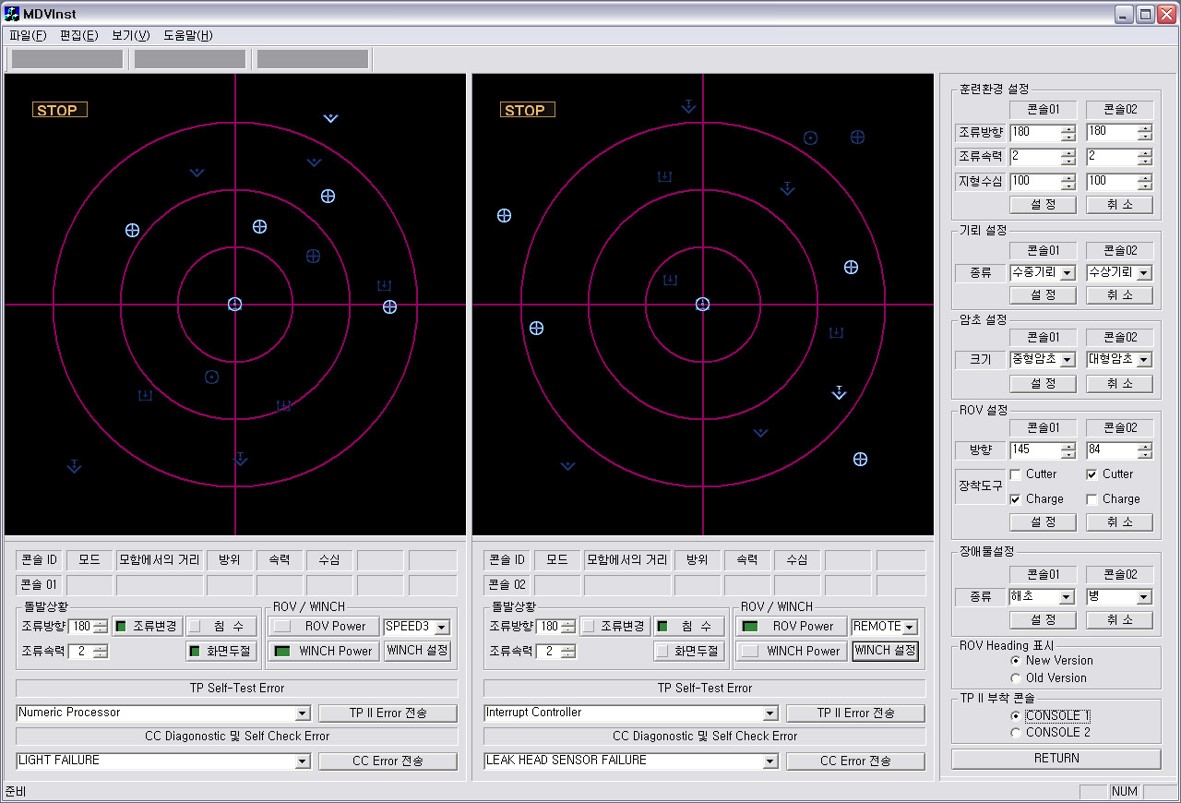 MDVInst
파일(F) 편집(E) 보기(V) 도움말(H)
STOP
STOP
콘솔 ID 모드 모함에서의 거리 방위 속력 수심
콘솔 01
돌발상황
조류방향 180 조류변경 침 수
조류속력 2 화면두절
ROV / WINCH
ROV Power SPEED3
WINCH Power WINCH 설정
TP Self-Test Error
Numeric Processor TP II Error 전송
CC Diagonostic 및 Self Check Error
LIGHT FAILURE CC Error 전송
콘솔 ID 모드 모함에서의 거리 방위 속력 수심
콘솔 02
돌발상황
조류방향 180 조류변경 침 수
조류속력 2 화면두절
ROV / WINCH
ROV Power REMOTE
WINCH Power WINCH 설정
TP Self-Test Error
Interrupt Controller TP II Error 전송
CC Diagonostic 및 Self Check Error
LEAK HEAD SENSOR FAILURE CC Error 전송
훈련환경 설정
콘솔01 콘솔02
조류방향 180 180
조류속력 2 2
지형수심 100 100
설 정 취 소
기뢰 설정
콘솔01 콘솔02
종류 수중기뢰 수상기뢰
설 정 취 소
암초 설정
콘솔01 콘솔02
크기 중형암초 대형암초
설 정 취 소
ROV 설정
콘솔01 콘솔02
방향 145 84
장착도구 Cutter Cutter
Charge Charge
설 정 취 소
장애물설정
콘솔01 콘솔02
종류 해초 병
설 정 취 소
ROV Heading 표시
New Version
Old Version
TP II 부착 콘솔
CONSOLE 1
CONSOLE 2
RETURN
준비 NUM